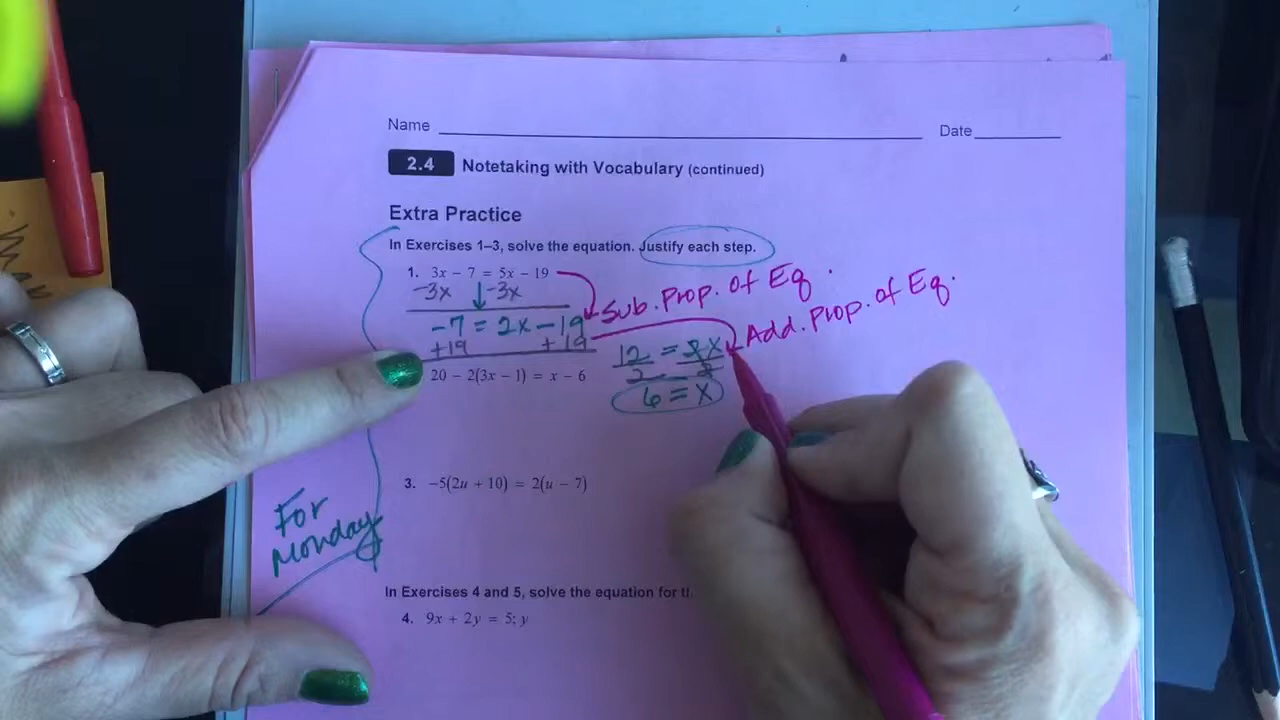 Name Date
2.4 Notetaking with Vocabulary (continued)
Extra Practice
In Exercises 1–3, solve the equation. Justify each step.
1. 3x − 7 = 5x − 19
-3x -3x
Sub. Prop. of Eq.
-7 = 2x - 19
+19 +19
Add. Prop. of Eq.
12 = 2x
2 2
6 = x
20 − 2(3x − 1) = x − 6
3. −5(2u + 10) = 2(u − 7)
For
Monday
In Exercises 4 and 5, solve the equation for
4. 9x + 2y = 5; y